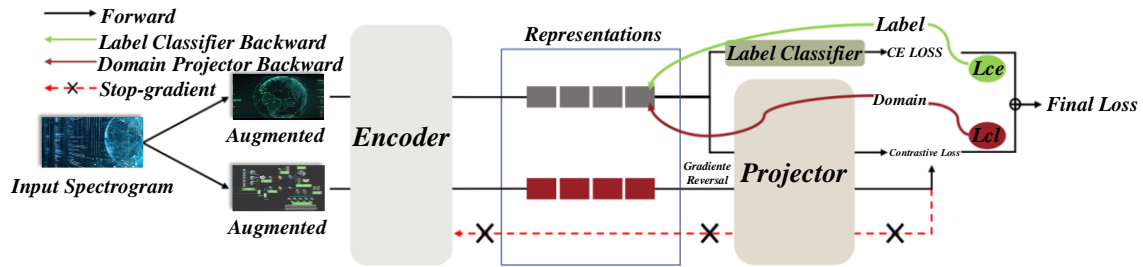 Forward
Label Classifier Backward
Domain Projector Backward
Stop-gradient
Input Spectrogram
Augmented
Augmented
Encoder
Representations
Label Classifier
CE LOSS
Label
Lce
Domain
Lcl
Final Loss
Gradiente
Reversal
Projector
Contrastive Loss